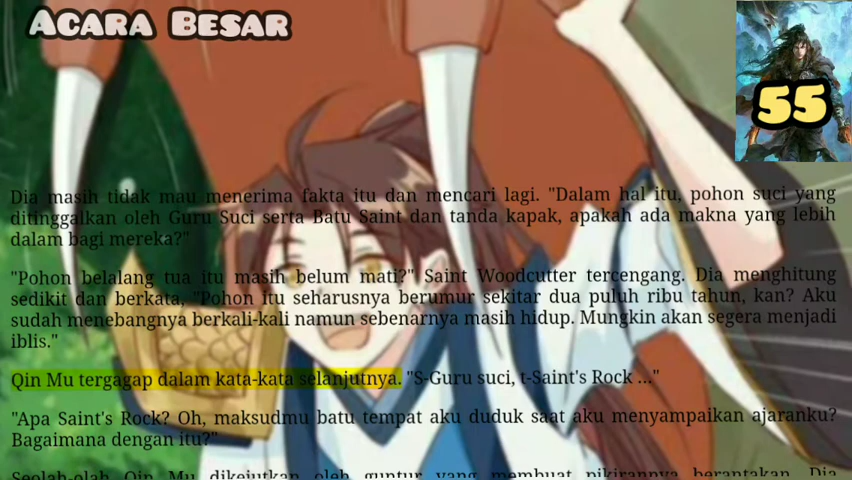 Acara Besar
55
Dia masih tidak mau menerima fakta itu dan mencari lagi. "Dalam hal itu, pohon suci yang
ditinggalkan oleh Guru Suci serta Batu Saint dan tanda kapak, apakah ada makna yang lebih
dalam bagi mereka?"
"Pohon belalang tua itu masih belum mati?" Saint Woodcutter tercengang. Dia menghitung
sedikit dan berkata, "Pohon itu seharusnya berumur sekitar dua puluh ribu tahun, kan? Aku
sudah menebangnya berkali-kali namun sebenarnya masih hidup. Mungkin akan segera menjadi
iblis."
Qin Mu tergagap dalam kata-kata selanjutnya. "S-Guru suci, t-Saint's Rock ..."
"Apa Saint's Rock? Oh, maksudmu batu tempat aku duduk saat aku menyampaikan ajaranku?
Bagaimana dengan itu?"
Seolah-olah Qin Mu dikejutkan oleh guntur yang membuat pikirannya berantakan. Dia